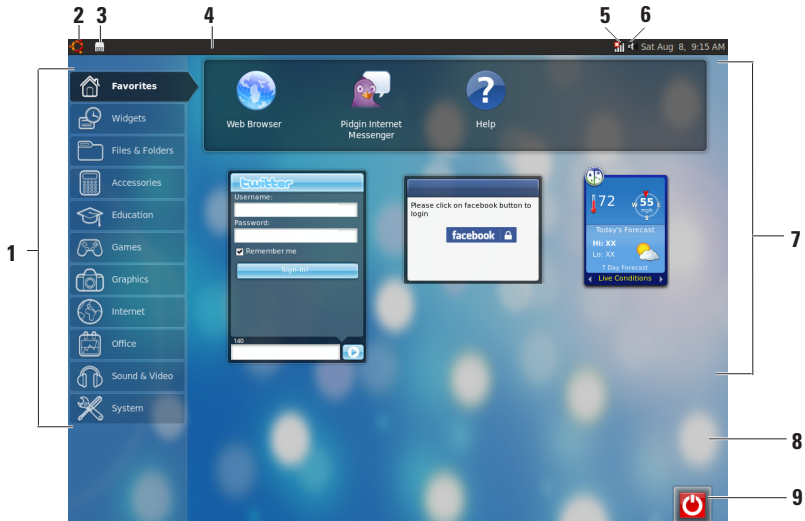 2 3 4 5 6
Sat Aug 8, 9:15 AM
1
Favorites
Widgets
Files & Folders
Accessories
Education
Games
Graphics
Internet
Office
Sound & Video
System
Web Browser
Pidgin Internet
Messenger
Help
twitter
Username:
Password:
Remember me
Sign-In!
140
Please click on facebook button to
login
facebook
72
W 55 E
mph
S
Today's Forecast
Hi: XX
Lo: XX
7 Day Forecast
Live Conditions
7
8
9